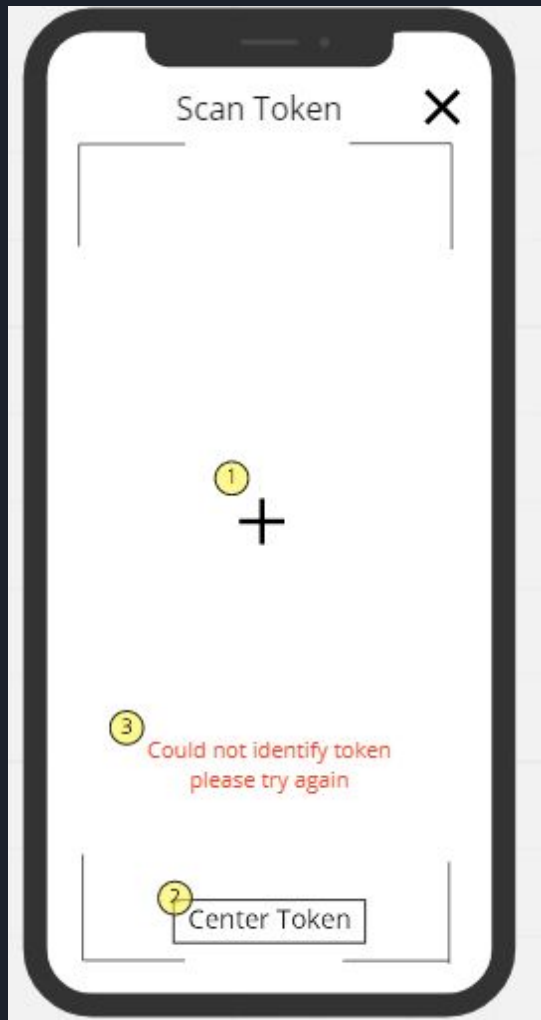 Scan Token
1
3
Could not identify token
please try again
2
Center Token